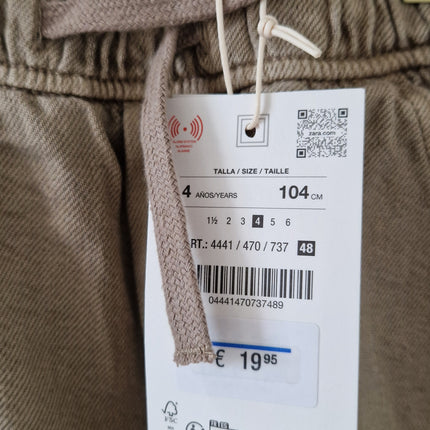 zara.com
TALLA / SIZE / TAILLE
4 AÑOS/YEARS 104 CM
1½ 2 3 4 5 6
RT.: 4441 / 470 / 737 48
04441470737489
€ 19 95
FSC